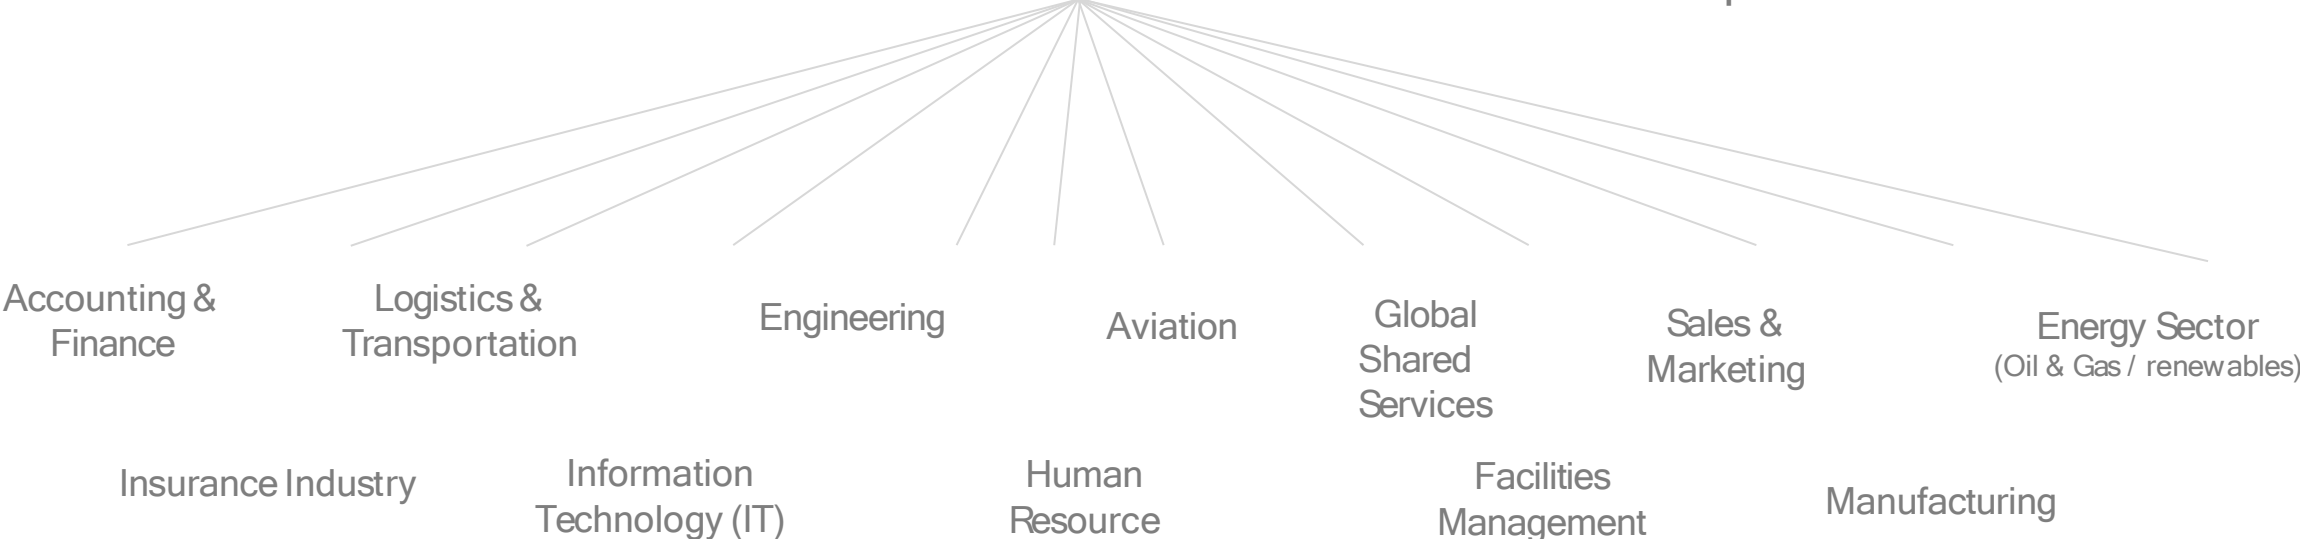 Accounting &
Finance
Logistics &
Transportation
Engineering
Aviation
Global
Shared
Services
Sales &
Marketing
Energy Sector
(Oil & Gas / renewables)
Insurance Industry
Information
Technology (IT)
Human
Resource
Facilities
Management
Manufacturing